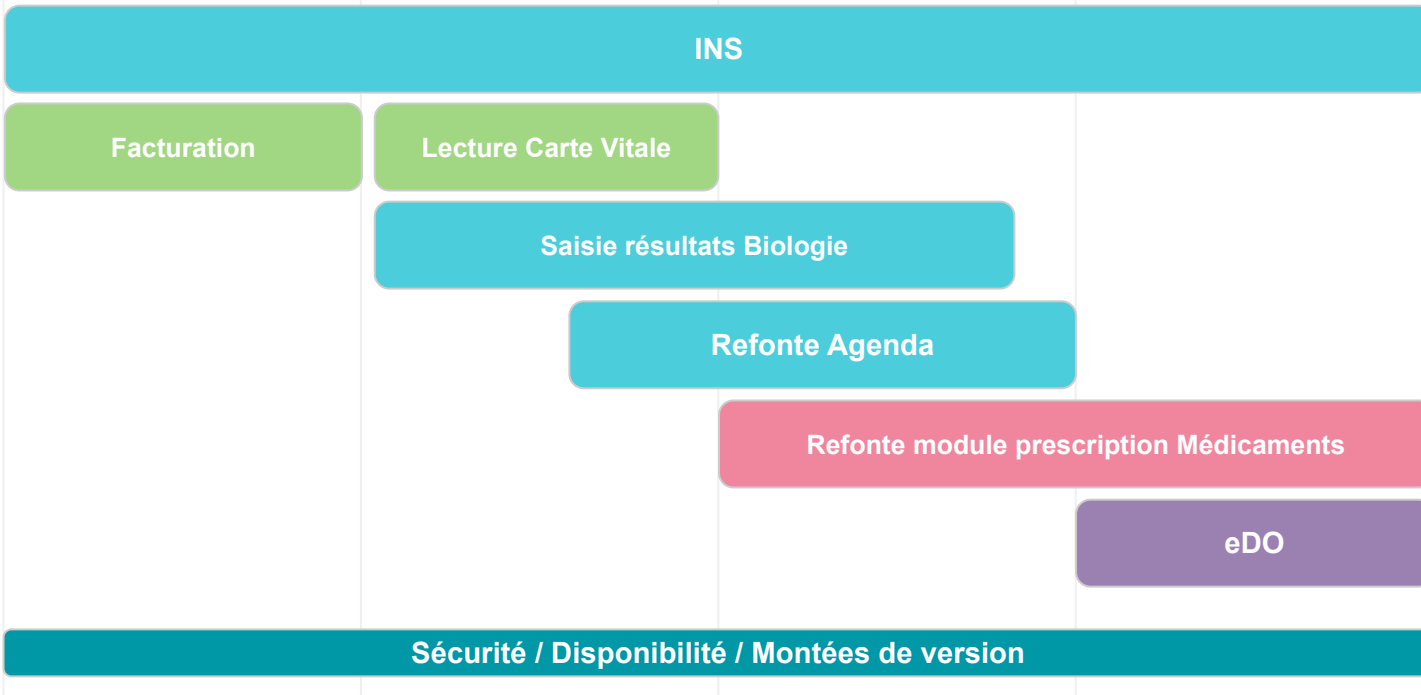 INS
Facturation
Lecture Carte Vitale
Saisie résultats Biologie
Refonte Agenda
Refonte module prescription Médicaments
eDO
Sécurité / Disponibilité / Montées de version